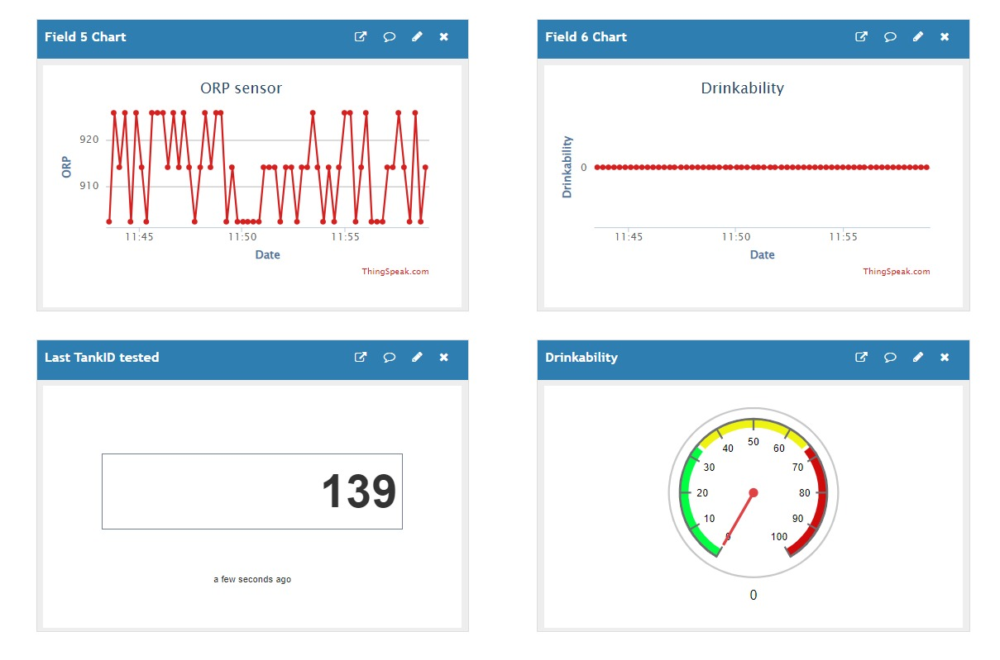 Field 5 Chart
ORP sensor
920
910
ORP
11:45 11:50 11:55
Date
ThingSpeak.com
Field 6 Chart
Drinkability
0
Drinkability
11:45 11:50 11:55
Date
ThingSpeak.com
Last TankID tested
139
a few seconds ago
Drinkability
0
10
20
30
40
50
60
70
80
90
100
0